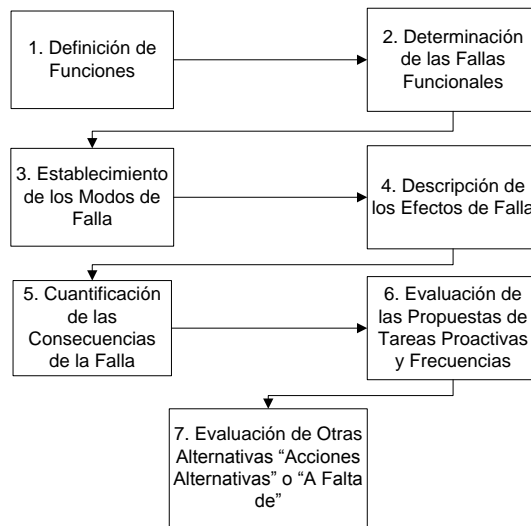 1. Definición de
Funciones
2. Determinación
de las Fallas
Funcionales
3. Establecimiento
de los Modos de
Falla
4. Descripción de
los Efectos de Falla
5. Cuantificación
de las
Consecuencias
de la Falla
6. Evaluación de
las Propuestas de
Tareas Proactivas
y Frecuencias
7. Evaluación de Otras
Alternativas “Acciones
Alternativas” o “A Falta
de”